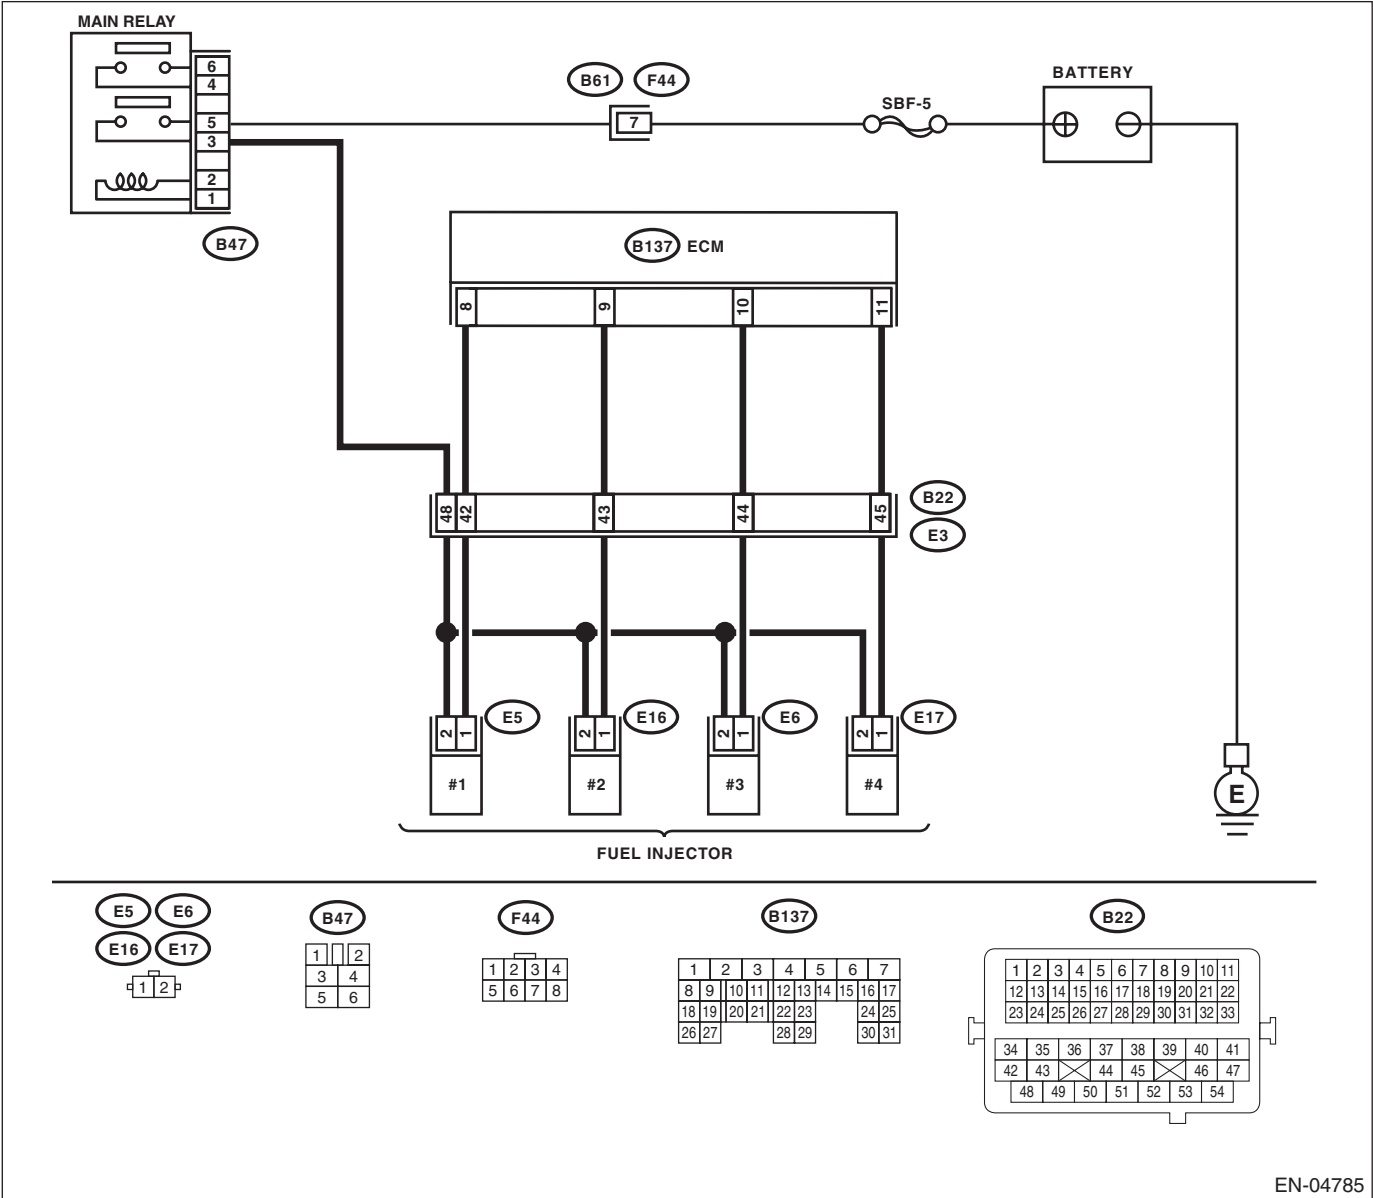 MAIN RELAY
6
4
5
3
2
1
B47
B61 F44
7
SBF-5
BATTERY
B137 ECM
8 9 10 11
48 42 43 44 45
B22
E3
2 1 E5 2 1 E16 2 1 E6 2 1 E17
#1 #2 #3 #4
FUEL INJECTOR
E
E5 E6
E16 E17
1 2
B47
1 2
3 4
5 6
F44
1 2 3 4
5 6 7 8
B137
1 2 3 4 5 6 7
8 9 10 11 12 13 14 15 16 17
18 19 20 21 22 23 24 25
26 27 28 29 30 31
B22
1 2 3 4 5 6 7 8 9 10 11
12 13 14 15 16 17 18 19 20 21 22
23 24 25 26 27 28 29 30 31 32 33
34 35 36 37 38 39 40 41
42 43 44 45 46 47
48 49 50 51 52 53 54
EN-04785